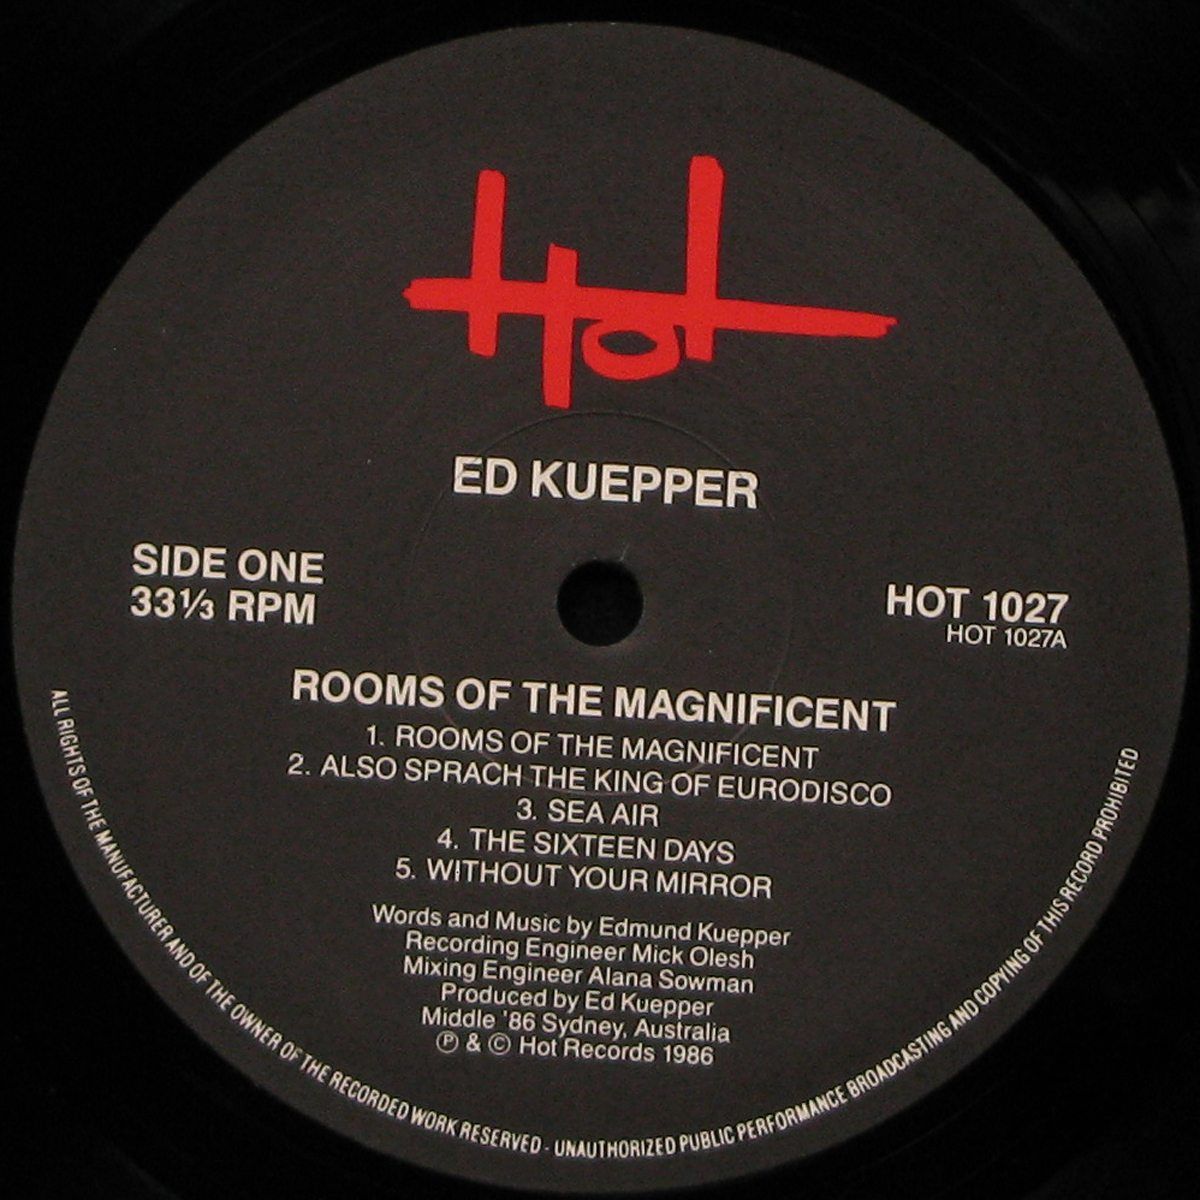 Hot
ED KUEPPER
SIDE ONE
33⅓ RPM
HOT 1027
HOT 1027A
ROOMS OF THE MAGNIFICENT
1. ROOMS OF THE MAGNIFICENT
2. ALSO SPRACH THE KING OF EURODISCO
3. SEA AIR
4. THE SIXTEEN DAYS
5. WITHOUT YOUR MIRROR
Words and Music by Edmund Kuepper
Recording Engineer Mick Olesh
Mixing Engineer Alana Sowman
Produced by Ed Kuepper
Middle '86 Sydney, Australia
Ⓟ & © Hot Records 1986
ALL RIGHTS OF THE MANUFACTURER AND OF THE OWNER OF THE RECORDED WORK RESERVED - UNAUTHORIZED PUBLIC PERFORMANCE BROADCASTING AND COPYING OF THIS RECORD PROHIBITED